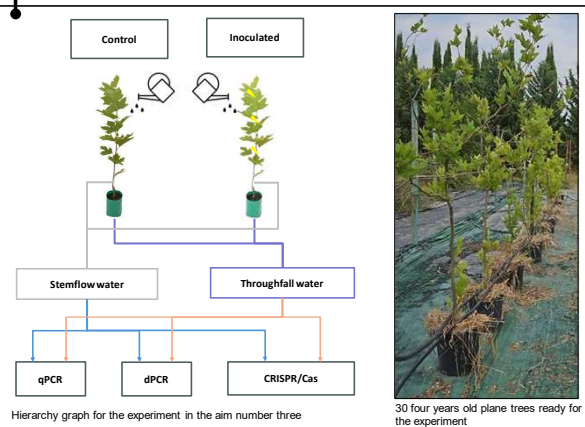 Control
Inoculated
Stemflow water
Throughfall water
qPCR
dPCR
CRISPR/Cas
Hierarchy graph for the experiment in the aim number three
30 four years old plane trees ready for
the experiment